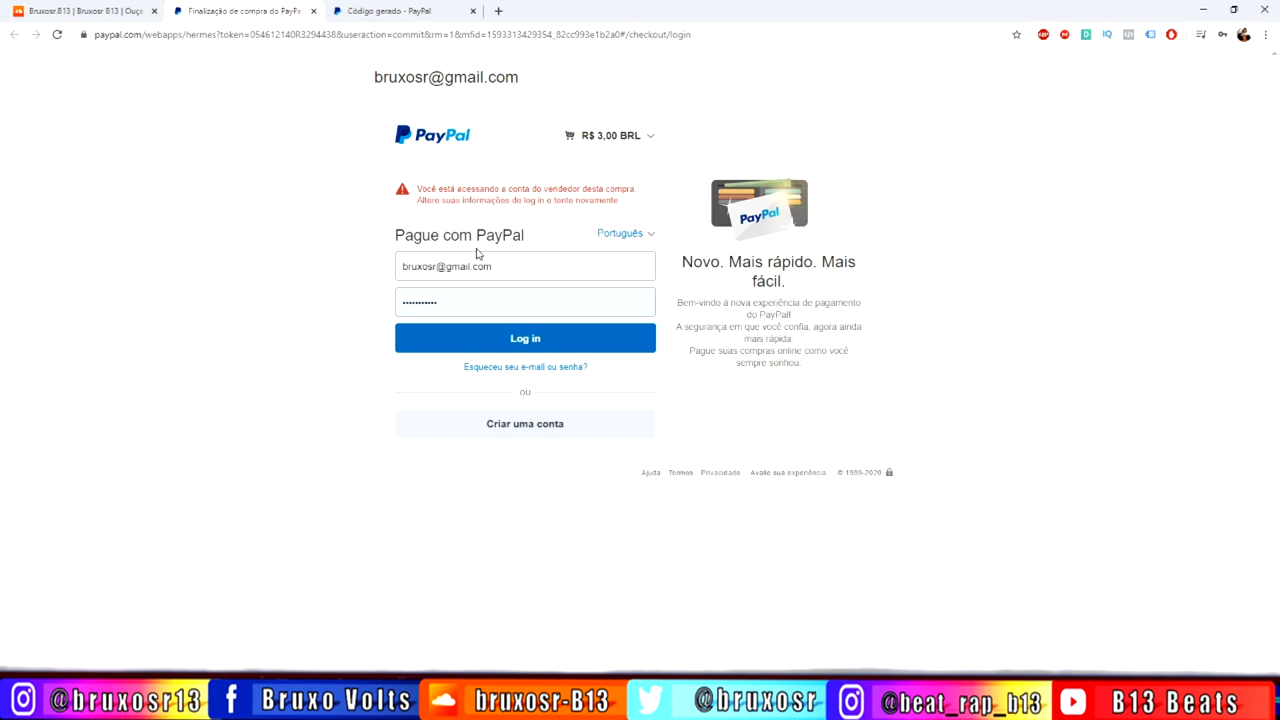 Bruxosr.B13 | Bruxosr B13 | Ouç
Finalização de compra do PayPa
Código gerado - PayPal
paypal.com/webapps/hermes?token=054612140R3294438&useraction=commit&rm=1&mfid=1593313429354_82cc993e1b2a0#/checkout/login
bruxosr@gmail.com
PayPal
R$ 3,00 BRL
Você está acessando a conta do vendedor desta compra
Altere suas informações de log in e tente novamente
Pague com PayPal
Português
bruxosr@gmail.com
Log in
Esqueceu seu e-mail ou senha?
ou
Criar uma conta
PayPal
Novo. Mais rápido. Mais
fácil.
Bem-vindo à nova experiência de pagamento
do PayPal!
A segurança em que você confia, agora ainda
mais rápida.
Pague suas compras online como você
sempre sonhou.
Ajuda Termos Privacidade Avalie sua experiência © 1999-2020
@bruxosr13 Bruxo Volts bruxosr-B13 @bruxosr @beat_rap_b13 B13 Beats